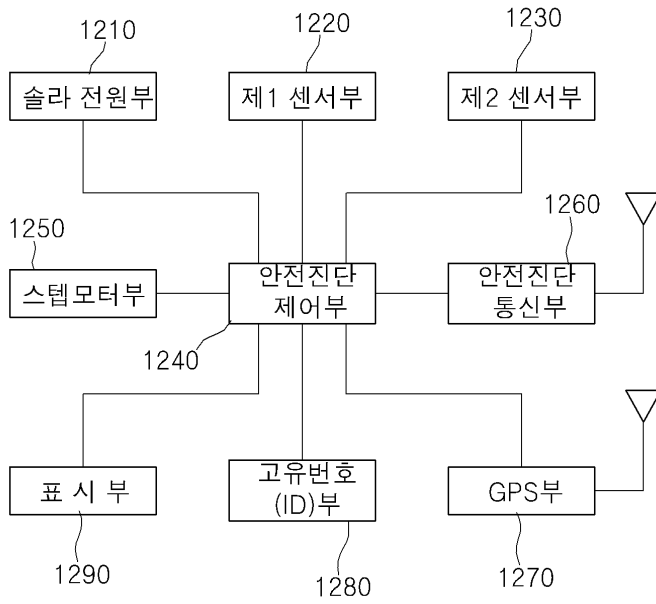 1210
1220
1230
솔라 전원부
제1 센서부
제2 센서부
1250
1260
스텝모터부
안전진단
제어부
안전진단
통신부
1240
표 시 부
고유번호
(ID)부
GPS부
1290
1280
1270